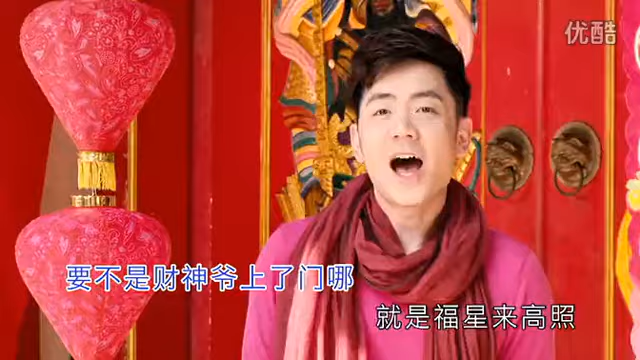 优酷
要不是财神爷上了门哪
就是福星来高照